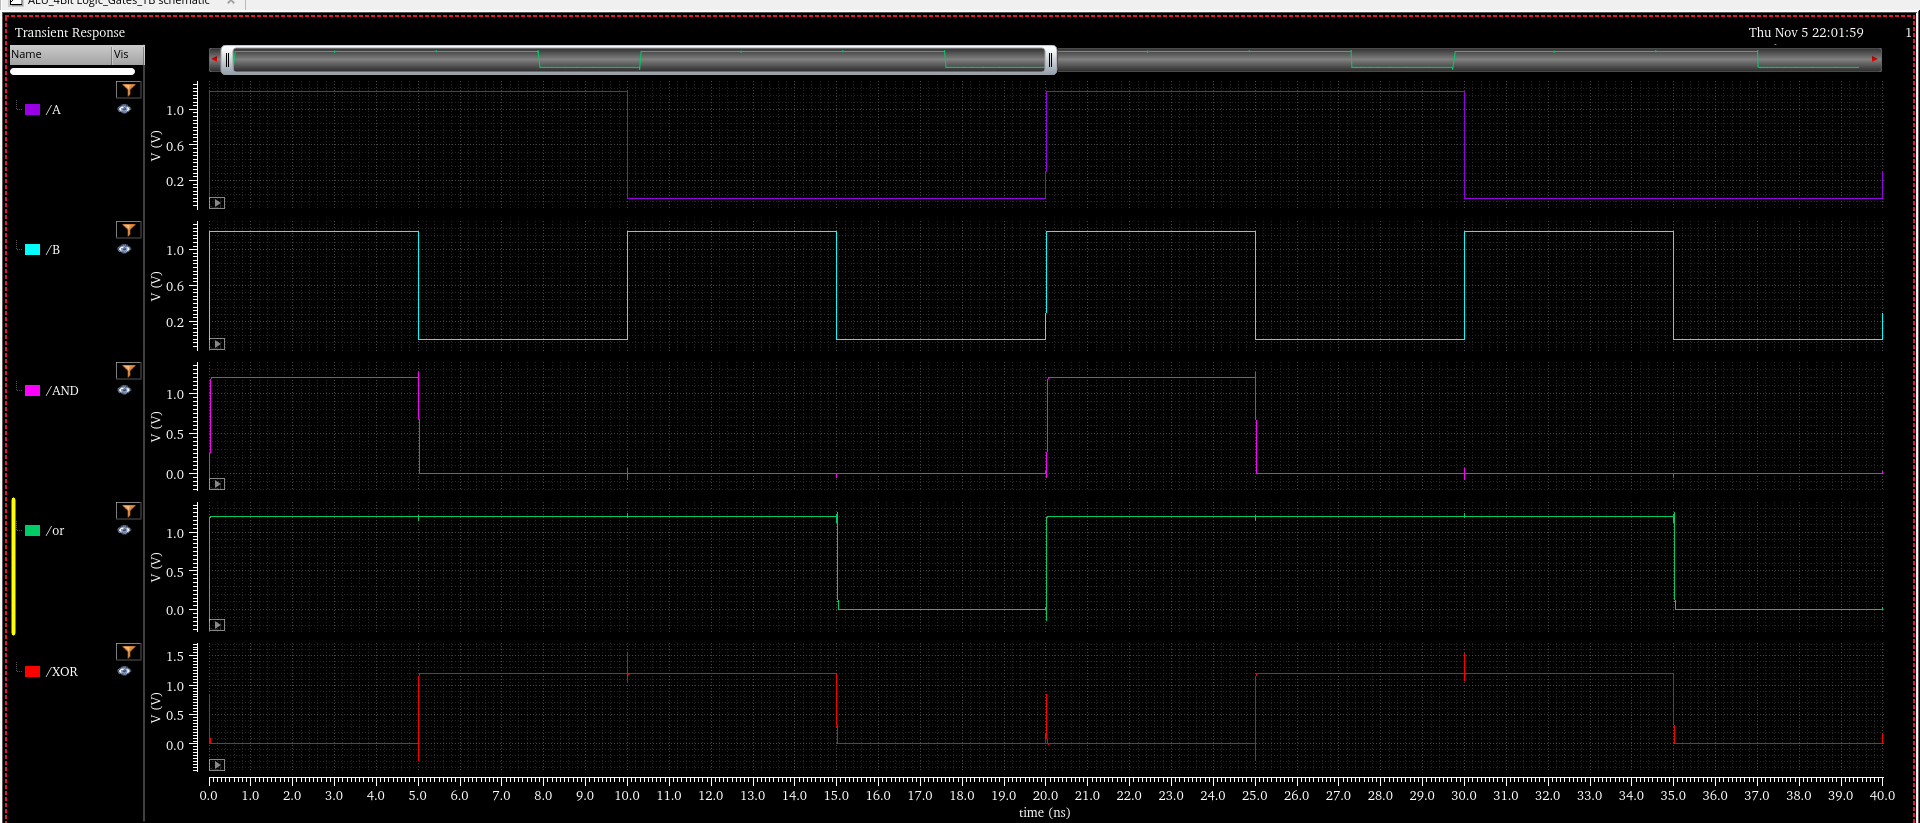 ALU_4Bit Logic_Gates_TB schematic
Transient Response
Thu Nov 5 22:01:59 1
Name Vis
/A
V (V)
1.0
0.6
0.2
/B
V (V)
1.0
0.6
0.2
/AND
V (V)
1.0
0.5
0.0
/or
V (V)
1.0
0.5
0.0
/XOR
V (V)
1.5
1.0
0.5
0.0
0.0 1.0 2.0 3.0 4.0 5.0 6.0 7.0 8.0 9.0 10.0 11.0 12.0 13.0 14.0 15.0 16.0 17.0 18.0 19.0 20.0 21.0 22.0 23.0 24.0 25.0 26.0 27.0 28.0 29.0 30.0 31.0 32.0 33.0 34.0 35.0 36.0 37.0 38.0 39.0 40.0
time (ns)